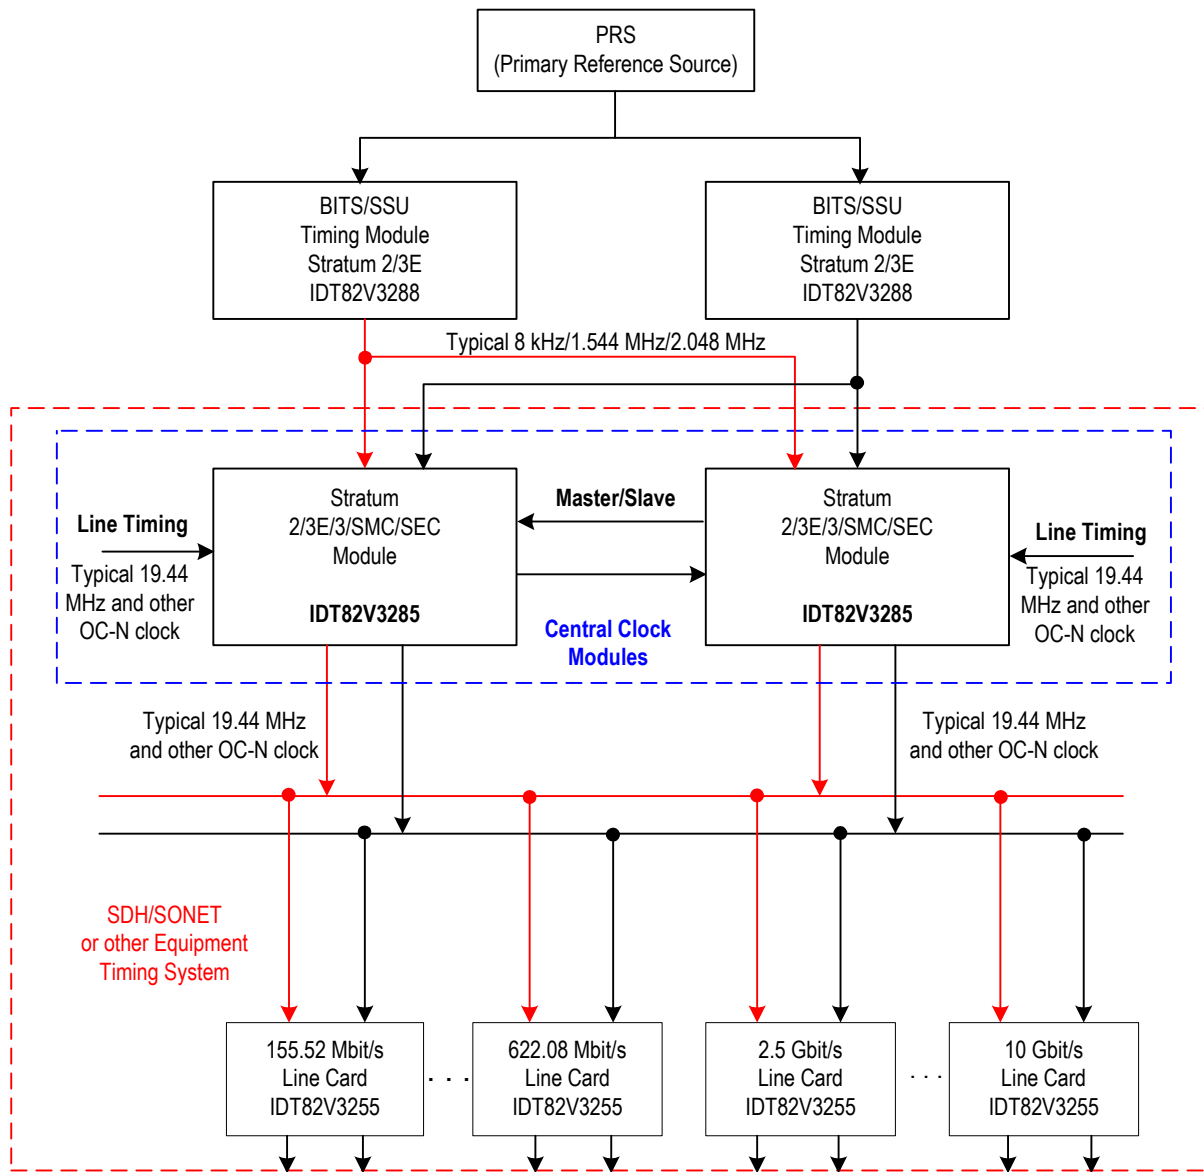 PRS
(Primary Reference Source)
BITS/SSU
Timing Module
Stratum 2/3E
IDT82V3288
BITS/SSU
Timing Module
Stratum 2/3E
IDT82V3288
Typical 8 kHz/1.544 MHz/2.048 MHz
Line Timing
Typical 19.44
MHz and other
OC-N clock
Stratum
2/3E/3/SMC/SEC
Module
IDT82V3285
Master/Slave
Central Clock
Modules
Stratum
2/3E/3/SMC/SEC
Module
IDT82V3285
Line Timing
Typical 19.44
MHz and other
OC-N clock
Typical 19.44 MHz
and other OC-N clock
Typical 19.44 MHz
and other OC-N clock
SDH/SONET
or other Equipment
Timing System
155.52 Mbit/s
Line Card
IDT82V3255
. . .
622.08 Mbit/s
Line Card
IDT82V3255
2.5 Gbit/s
Line Card
IDT82V3255
. . .
10 Gbit/s
Line Card
IDT82V3255